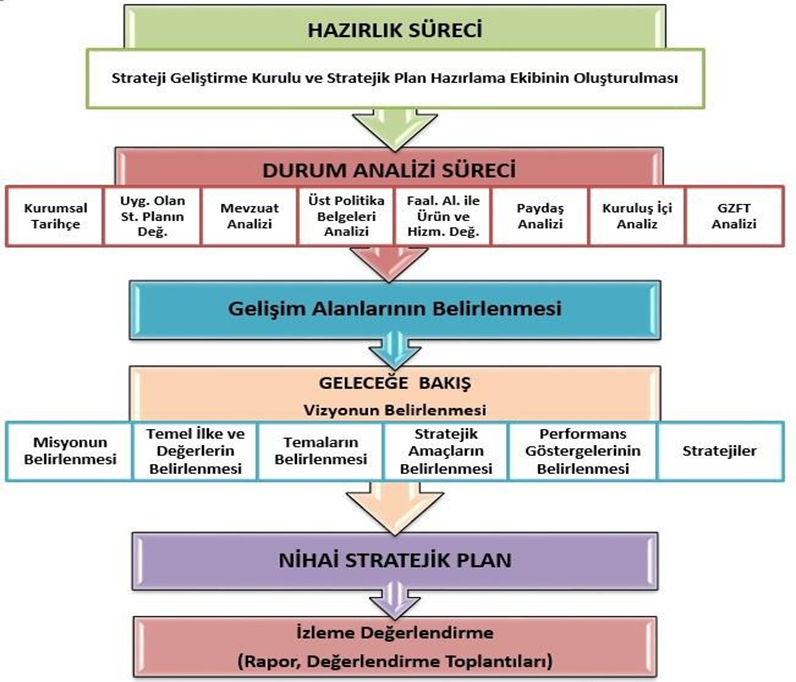 HAZIRLIK SÜRECİ
Strateji Geliştirme Kurulu ve Stratejik Plan Hazırlama Ekibinin Oluşturulması
DURUM ANALİZİ SÜRECİ
Kurumsal
Tarihçe
Uyg. Olan
St. Planın
Değ.
Mevzuat
Analizi
Üst Politika
Belgeleri
Analizi
Faal. Al. ile
Ürün ve
Hizm. Değ.
Paydaş
Analizi
Kuruluş İçi
Analiz
GZFT
Analizi
Gelişim Alanlarının Belirlenmesi
GELECEĞE BAKIŞ
Vizyonun Belirlenmesi
Misyonun
Belirlenmesi
Temel İlke ve
Değerlerin
Belirlenmesi
Temaların
Belirlenmesi
Stratejik
Amaçların
Belirlenmesi
Performans
Göstergelerinin
Belirlenmesi
Stratejiler
NİHAİ STRATEJİK PLAN
İzleme Değerlendirme
(Rapor, Değerlendirme Toplantıları)